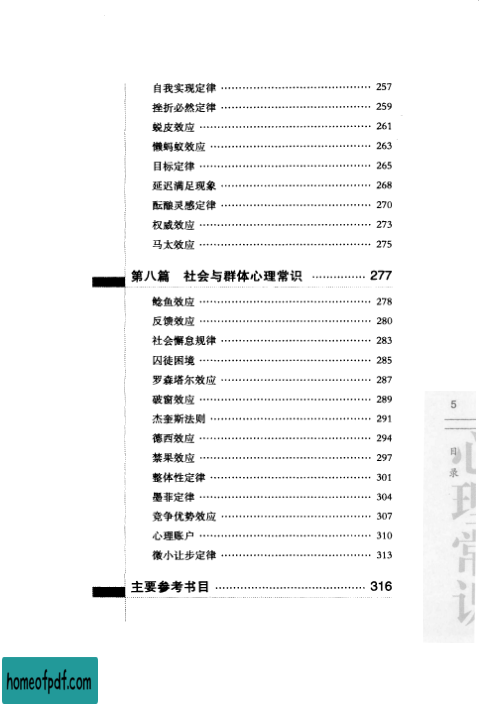 自我实现定律 ……………………………… 257
挫折必然定律 ……………………………… 259
蜕皮效应 ……………………………… 261
懒蚂蚁效应 ……………………………… 263
目标定律 ……………………………… 265
延迟满足现象 ……………………………… 268
酝酿灵感定律 ……………………………… 270
权威效应 ……………………………… 273
马太效应 ……………………………… 275
第八篇 社会与群体心理常识 …………… 277
鲶鱼效应 ……………………………… 278
反馈效应 ……………………………… 280
社会懈怠规律 ……………………………… 283
囚徒困境 ……………………………… 285
罗森塔尔效应 ……………………………… 287
破窗效应 ……………………………… 289
杰奎斯法则 ……………………………… 291
德西效应 ……………………………… 294
禁果效应 ……………………………… 297
整体性定律 ……………………………… 301
墨菲定律 ……………………………… 304
竞争优势效应 ……………………………… 307
心理账户 ……………………………… 310
微小让步定律 ……………………………… 313
主要参考书目 ……………………………… 316
5
目录
心理常识
homeofpdf.com